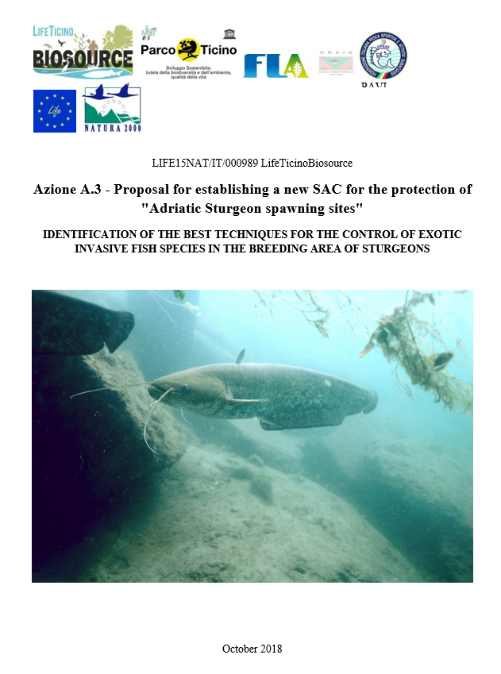 LIFETICINO
BIOSOURCE
Parco Ticino
Sviluppo Sostenibile:
tutela della biodiversità e dell'ambiente,
qualità della vita
FLA
GRAIA
Life
NATURA 2000
LIFE15NAT/IT/000989 LifeTicinoBiosource
Azione A.3 - Proposal for establishing a new SAC for the protection of
"Adriatic Sturgeon spawning sites"
IDENTIFICATION OF THE BEST TECHNIQUES FOR THE CONTROL OF EXOTIC
INVASIVE FISH SPECIES IN THE BREEDING AREA OF STURGEONS
October 2018